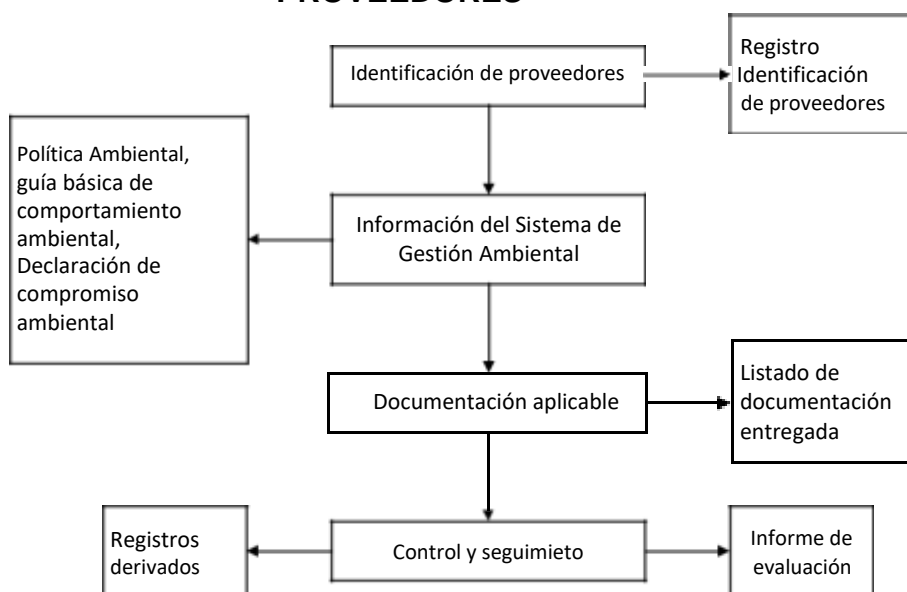 PROVEEDORES
Identificación de proveedores
Registro
Identificación
de proveedores
Política Ambiental,
guía básica de
comportamiento
ambiental,
Declaración de
compromiso
ambiental
Información del Sistema de
Gestión Ambiental
Documentación aplicable
Listado de
documentación
entregada
Registros
derivados
Control y seguimieto
Informe de
evaluación